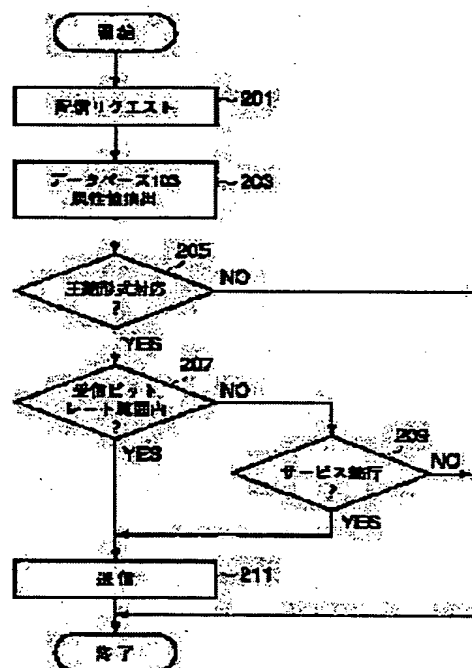 開始
配信リクエスト
201
データベース103
属性値抽出
203
205
圧縮形式対応
?
NO
YES
207
受信ビット
レート範囲内
?
NO
YES
209
サービス続行
?
NO
YES
送信
211
終了